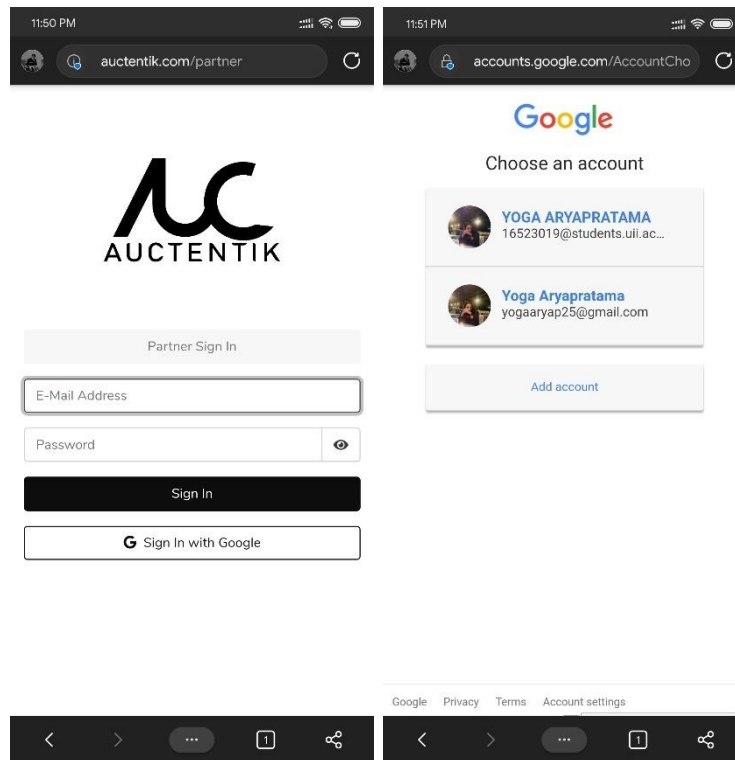 11:50 PM
auctentik.com/partner
AUCTENTIK
Partner Sign In
E-Mail Address
Password
Sign In
G Sign In with Google
1
11:51 PM
accounts.google.com/AccountCho
Google
Choose an account
YOGA ARYAPRATAMA
16523019@students.uii.ac...
Yoga Aryapratama
yogaaryap25@gmail.com
Add account
Google Privacy Terms Account settings
1